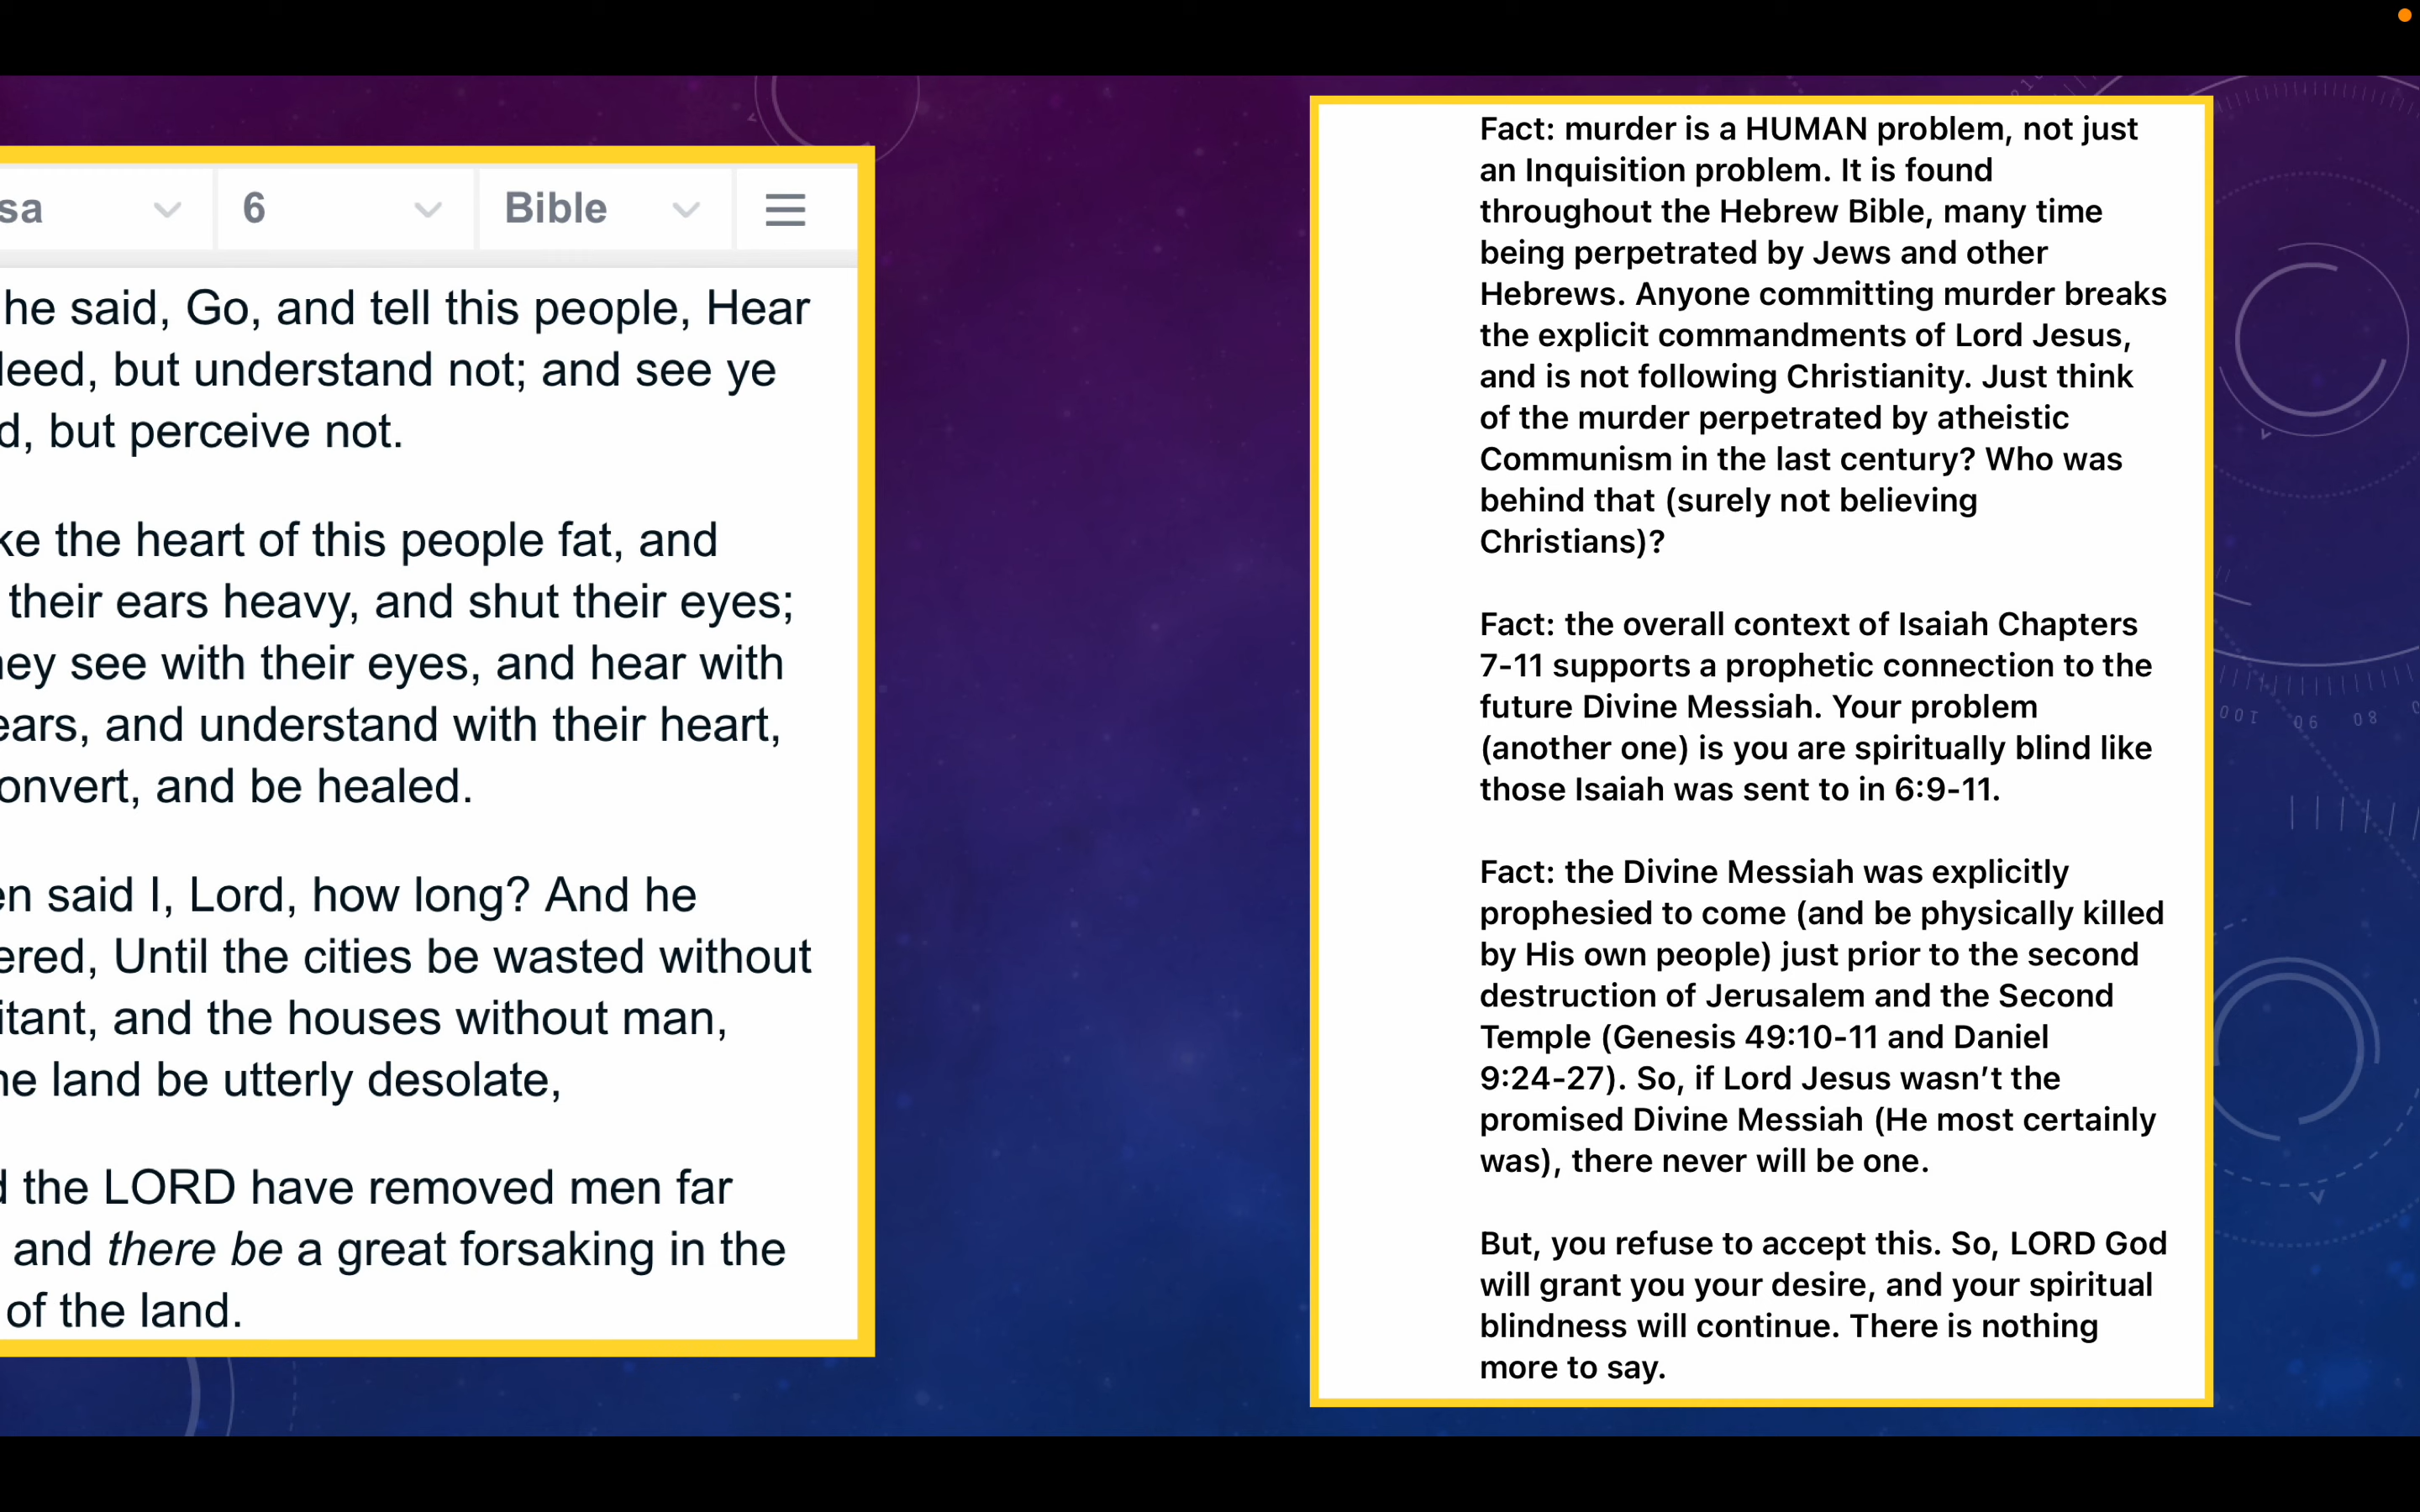 sa 6 Bible
he said, Go, and tell this people, Hear
but understand not; and see ye
but perceive not.
the heart of this people fat, and
their ears heavy, and shut their eyes;
see with their eyes, and hear with
and understand with their heart,
and be healed.
said I, Lord, how long? And he
Until the cities be wasted without
and the houses without man,
land be utterly desolate,
the LORD have removed men far
and there be a great forsaking in the
of the land.
Fact: murder is a HUMAN problem, not just
an Inquisition problem. It is found
throughout the Hebrew Bible, many time
being perpetrated by Jews and other
Hebrews. Anyone committing murder breaks
the explicit commandments of Lord Jesus,
and is not following Christianity. Just think
of the murder perpetrated by atheistic
Communism in the last century? Who was
behind that (surely not believing
Christians)?
Fact: the overall context of Isaiah Chapters
7-11 supports a prophetic connection to the
future Divine Messiah. Your problem
(another one) is you are spiritually blind like
those Isaiah was sent to in 6:9-11.
Fact: the Divine Messiah was explicitly
prophesied to come (and be physically killed
by His own people) just prior to the second
destruction of Jerusalem and the Second
Temple (Genesis 49:10-11 and Daniel
9:24-27). So, if Lord Jesus wasn’t the
promised Divine Messiah (He most certainly
was), there never will be one.
But, you refuse to accept this. So, LORD God
will grant you your desire, and your spiritual
blindness will continue. There is nothing
more to say.
100 90 80